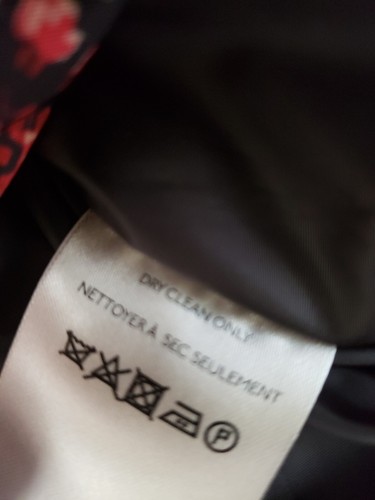 DRY CLEAN ONLY
NETTOYER À SEC SEULEMENT
P